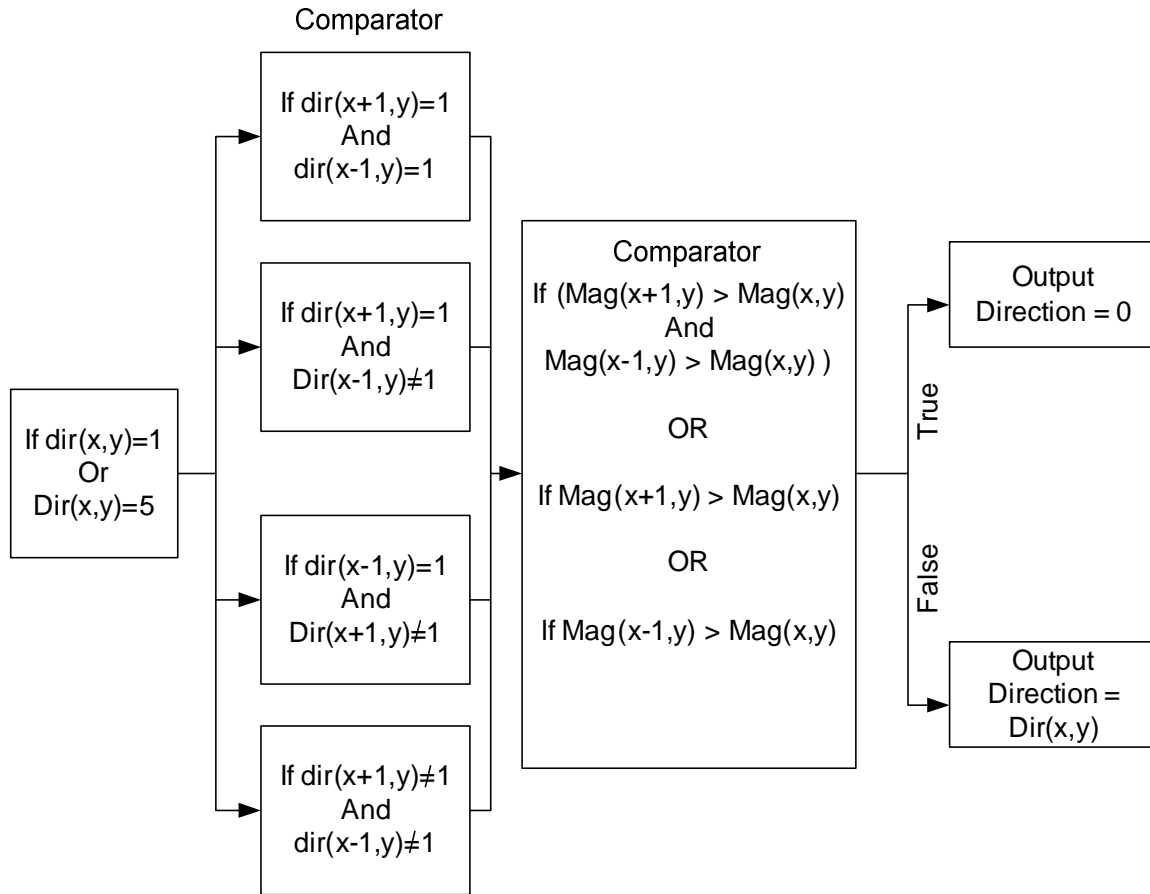 Comparator
If dir(x+1,y)=1
And
dir(x-1,y)=1
If dir(x+1,y)=1
And
Dir(x-1,y)≠1
If dir(x,y)=1
Or
Dir(x,y)=5
If dir(x-1,y)=1
And
Dir(x+1,y)≠1
If dir(x+1,y)≠1
And
dir(x-1,y)≠1
Comparator
If (Mag(x+1,y) > Mag(x,y)
And
Mag(x-1,y) > Mag(x,y) )
OR
If Mag(x+1,y) > Mag(x,y)
OR
If Mag(x-1,y) > Mag(x,y)
True
False
Output
Direction = 0
Output
Direction =
Dir(x,y)